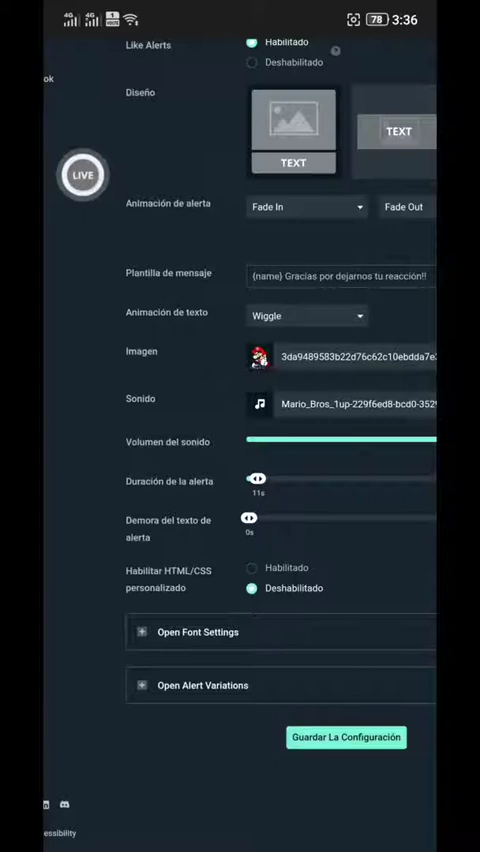 4G 4G 1 VoLTE 78 3:36
Like Alerts
Habilitado
?
Deshabilitado
ok
Diseño
TEXT
TEXT
LIVE
Animación de alerta
Fade In
Fade Out
Plantilla de mensaje
{name} Gracias por dejarnos tu reacción!!
Animación de texto
Wiggle
Imagen
3da9489583b22d76c62c10ebdda7e
Sonido
Mario_Bros_1up-229f6ed8-bcd0-352
Volumen del sonido
Duración de la alerta
11s
Demora del texto de
alerta
0s
Habilitar HTML/CSS
personalizado
Habilitado
Deshabilitado
Open Font Settings
Open Alert Variations
Guardar La Configuración
essibility